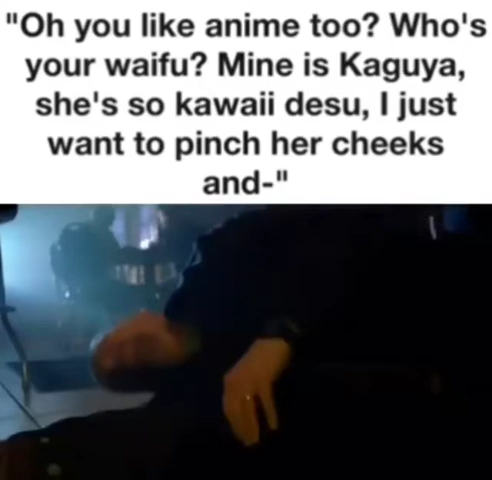 "Oh you like anime too? Who's
your waifu? Mine is Kaguya,
she's so kawaii desu, I just
want to pinch her cheeks
and-"